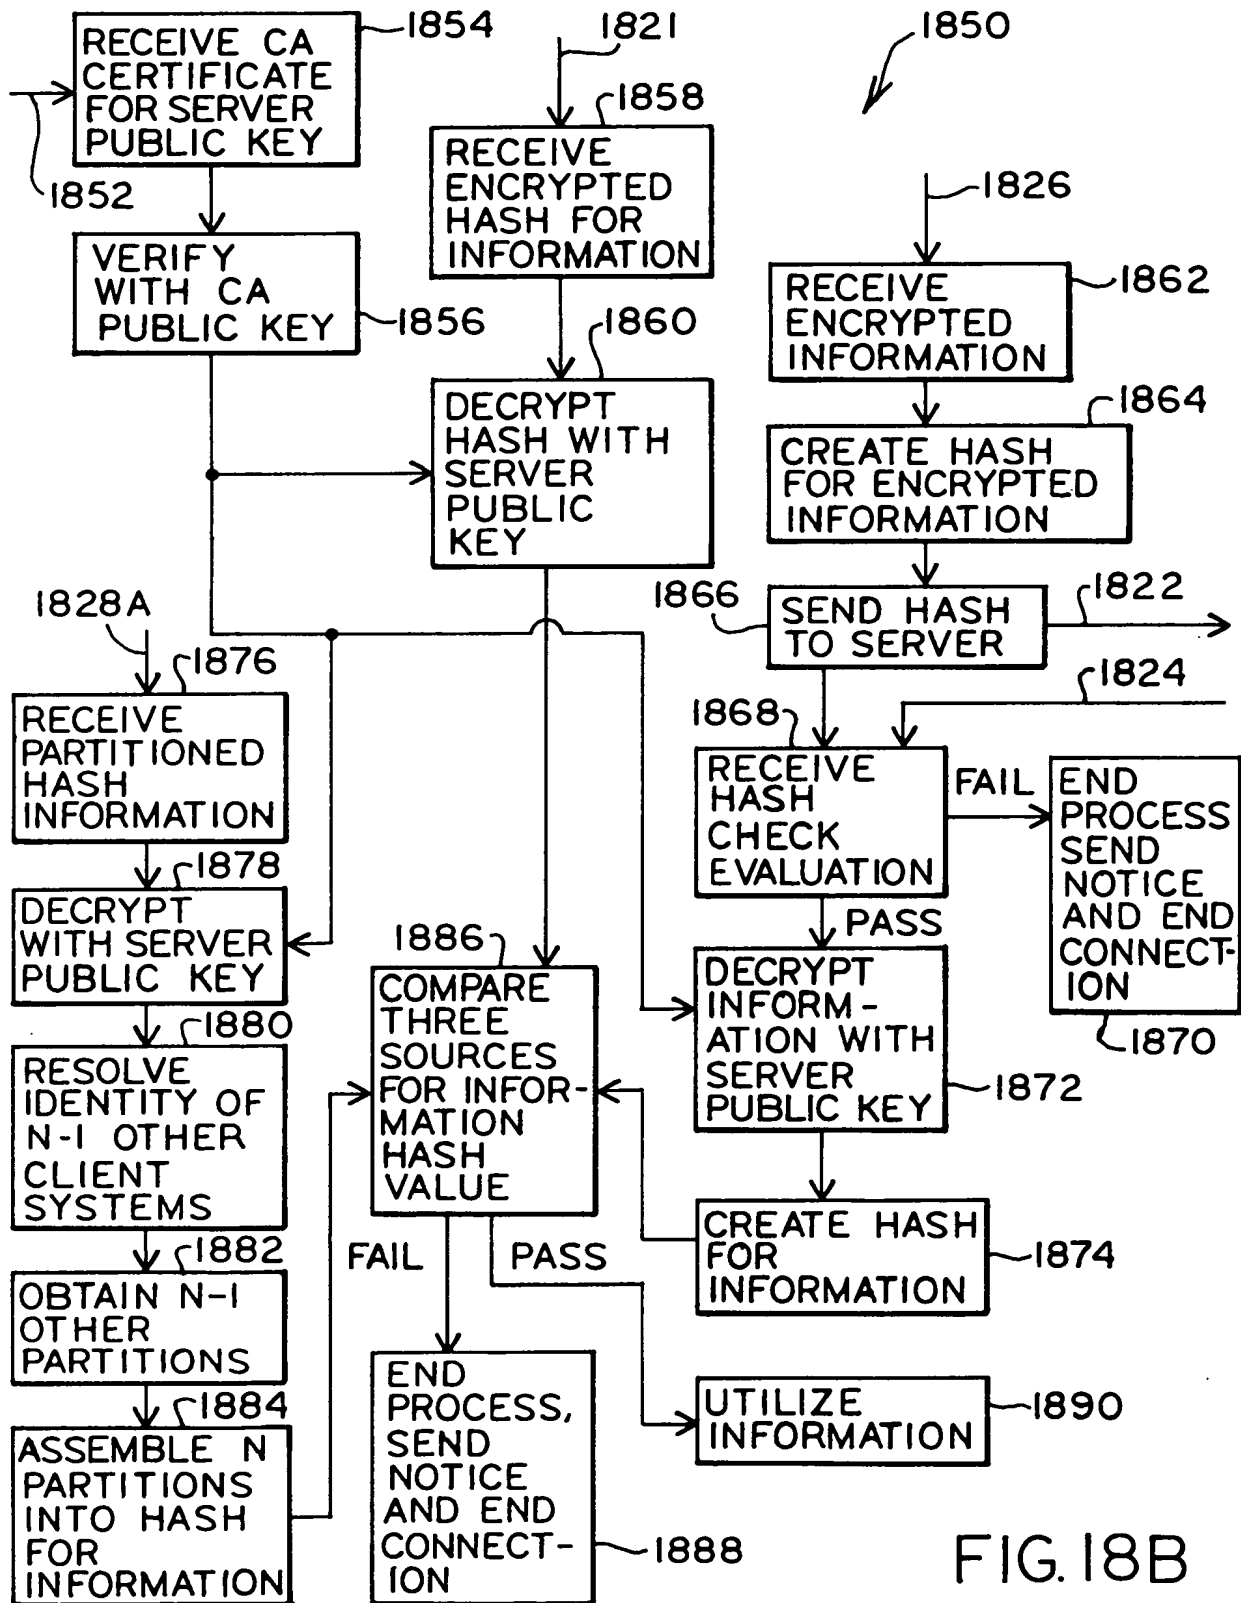 1854
RECEIVE CA
CERTIFICATE
FOR SERVER
PUBLIC KEY
1852
VERIFY
WITH CA
PUBLIC KEY
1856
1821
1858
RECEIVE
ENCRYPTED
HASH FOR
INFORMATION
1860
DECRYPT
HASH WITH
SERVER
PUBLIC
KEY
1850
1826
1862
RECEIVE
ENCRYPTED
INFORMATION
1864
CREATE HASH
FOR ENCRYPTED
INFORMATION
1866
SEND HASH
TO SERVER
1822
1824
1868
RECEIVE
HASH
CHECK
EVALUATION
FAIL
END
PROCESS
SEND
NOTICE
AND END
CONNECT-
ION
1870
PASS
DECRYPT
INFORM-
ATION WITH
SERVER
PUBLIC KEY
1872
CREATE HASH
FOR
INFORMATION
1874
1828A
1876
RECEIVE
PARTITIONED
HASH
INFORMATION
1878
DECRYPT
WITH SERVER
PUBLIC KEY
1880
RESOLVE
IDENTITY OF
N-1 OTHER
CLIENT
SYSTEMS
1882
OBTAIN N-1
OTHER
PARTITIONS
1884
ASSEMBLE N
PARTITIONS
INTO HASH
FOR
INFORMATION
1886
COMPARE
THREE
SOURCES
FOR INFOR-
MATION
HASH
VALUE
FAIL
PASS
END
PROCESS,
SEND
NOTICE
AND END
CONNECT-
ION
1888
UTILIZE
INFORMATION
1890
FIG. 18B